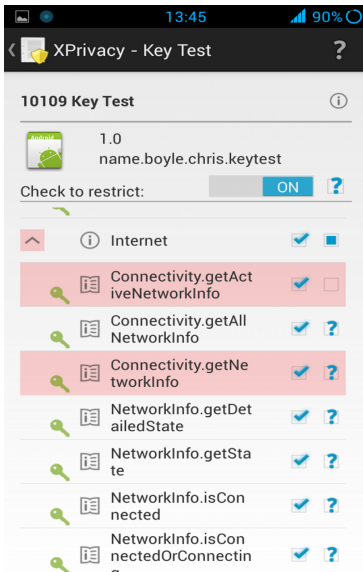 13:45
90%
XPrivacy - Key Test
?
10109 Key Test
Android
1.0
name.boyle.chris.keytest
Check to restrict:
ON
?
Internet
Connectivity.getAct
iveNetworkInfo
Connectivity.getAll
NetworkInfo
?
Connectivity.getNe
tworkInfo
?
NetworkInfo.getDet
ailedState
?
NetworkInfo.getSta
te
?
NetworkInfo.isCon
nected
?
NetworkInfo.isCon
nectedOrConnectin
?